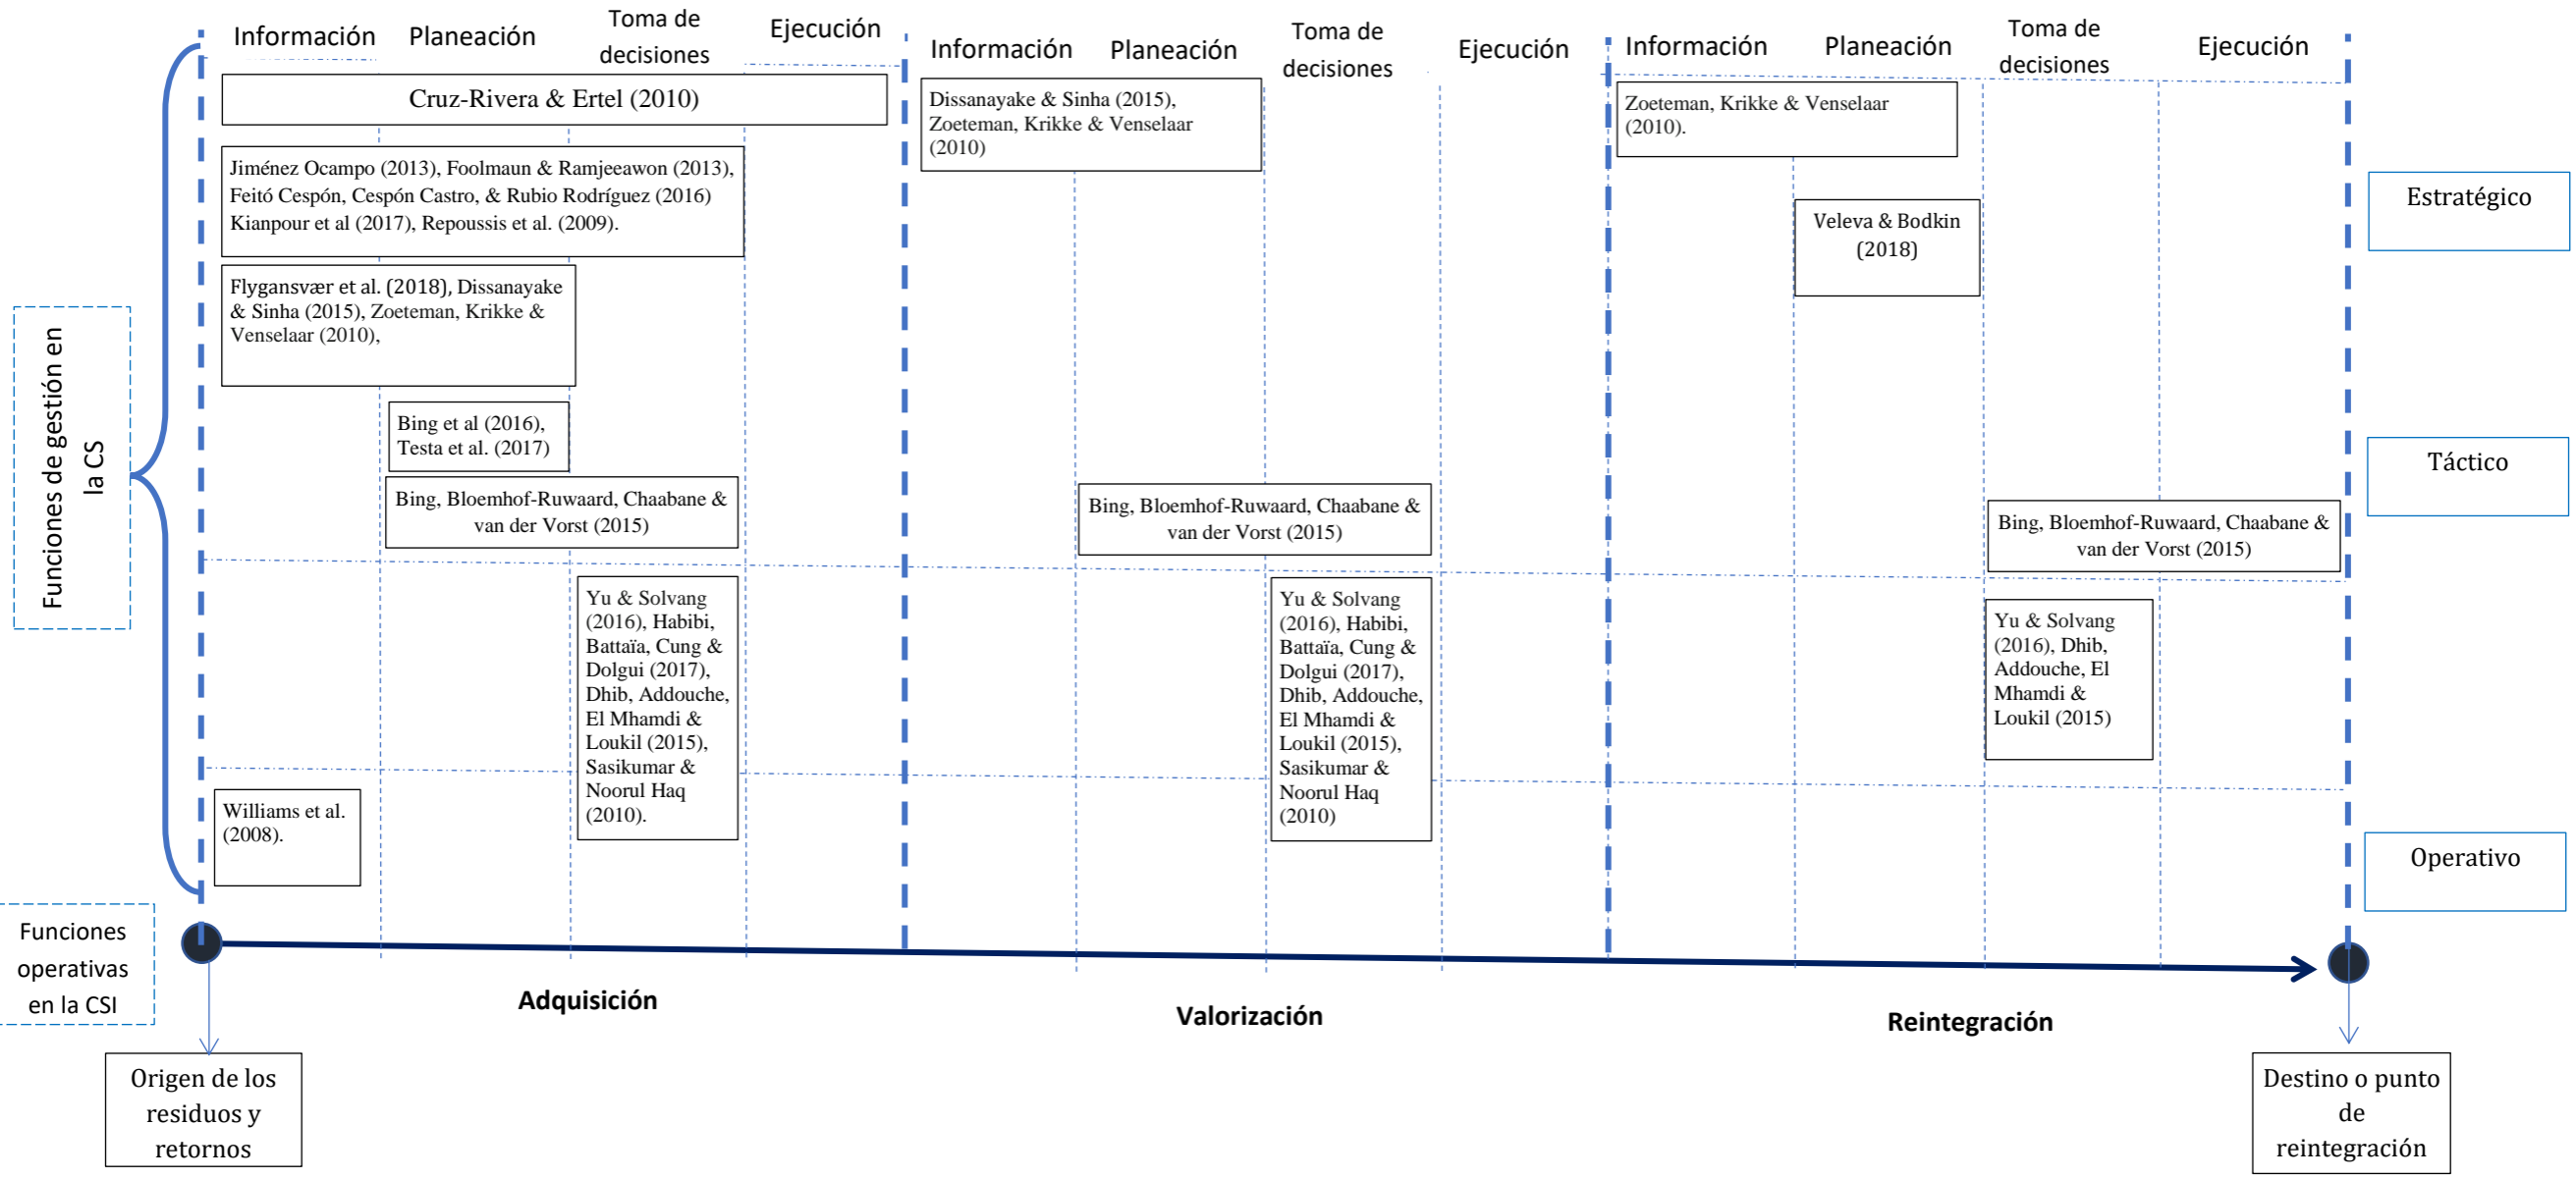 Información
Planeación
Toma de
decisiones
Ejecución
Información
Planeación
Toma de
decisiones
Ejecución
Información
Planeación
Toma de
decisiones
Ejecución
Cruz-Rivera & Ertel (2010)
Jiménez Ocampo (2013), Foolmaun & Ramjeeawon (2013),
Feitó Cespón, Cespón Castro, & Rubio Rodríguez (2016)
Kianpour et al (2017), Repoussis et al. (2009).
Flygansvær et al. (2018), Dissanayake
& Sinha (2015), Zoeteman, Krikke &
Venselaar (2010),
Bing et al (2016),
Testa et al. (2017)
Bing, Bloemhof-Ruwaard, Chaabane &
van der Vorst (2015)
Yu & Solvang
(2016), Habibi,
Battaïa, Cung &
Dolgui (2017),
Dhib, Addouche,
El Mhamdi &
Loukil (2015),
Sasikumar &
Noorul Haq
(2010).
Williams et al.
(2008).
Dissanayake & Sinha (2015),
Zoeteman, Krikke & Venselaar
(2010)
Bing, Bloemhof-Ruwaard, Chaabane &
van der Vorst (2015)
Yu & Solvang
(2016), Habibi,
Battaïa, Cung &
Dolgui (2017),
Dhib, Addouche,
El Mhamdi &
Loukil (2015),
Sasikumar &
Noorul Haq
(2010)
Zoeteman, Krikke & Venselaar
(2010).
Veleva & Bodkin
(2018)
Bing, Bloemhof-Ruwaard, Chaabane &
van der Vorst (2015)
Yu & Solvang
(2016), Dhib,
Addouche, El
Mhamdi &
Loukil (2015)
Estratégico
Táctico
Operativo
Funciones de gestión en
la CS
Funciones
operativas
en la CSI
Adquisición
Valorización
Reintegración
Origen de los
residuos y
retornos
Destino o punto
de
reintegración